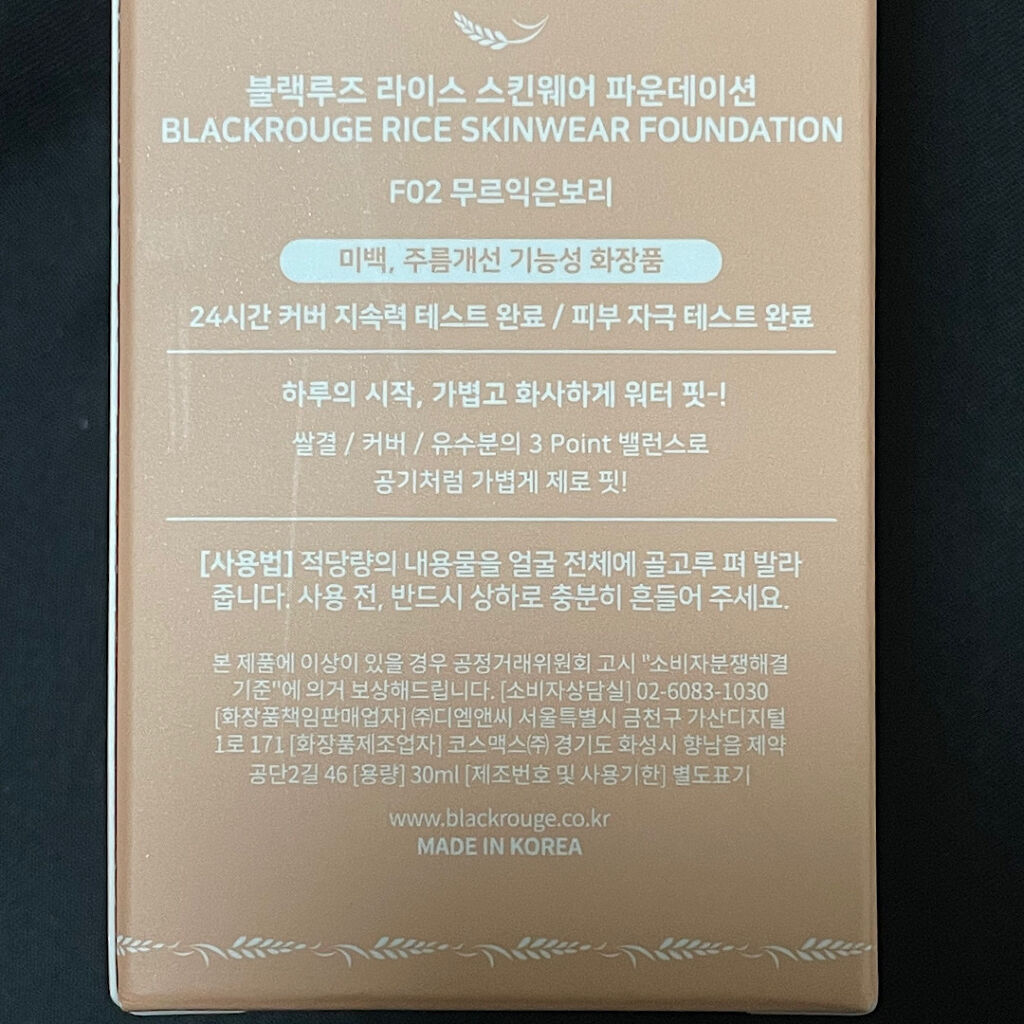 블랙루즈 라이스 스킨웨어 파운데이션
BLACKROUGE RICE SKINWEAR FOUNDATION
F02 무르익은보리
미백, 주름개선 기능성 화장품
24시간 커버 지속력 테스트 완료 / 피부 자극 테스트 완료
하루의 시작, 가볍고 화사하게 워터 핏-!
쌀결 / 커버 / 유수분의 3 Point 밸런스로
공기처럼 가볍게 제로 핏!
[사용법] 적당량의 내용물을 얼굴 전체에 골고루 펴 발라
줍니다. 사용 전, 반드시 상하로 충분히 흔들어 주세요.
본 제품에 이상이 있을 경우 공정거래위원회 고시 "소비자분쟁해결
기준"에 의거 보상해드립니다. [소비자상담실] 02-6083-1030
[화장품책임판매업자] ㈜디엠앤씨 서울특별시 금천구 가산디지털
1로 171 [화장품제조업자] 코스맥스㈜ 경기도 화성시 향남읍 제약
공단2길 46 [용량] 30ml [제조번호 및 사용기한] 별도표기
www.blackrouge.co.kr
MADE IN KOREA